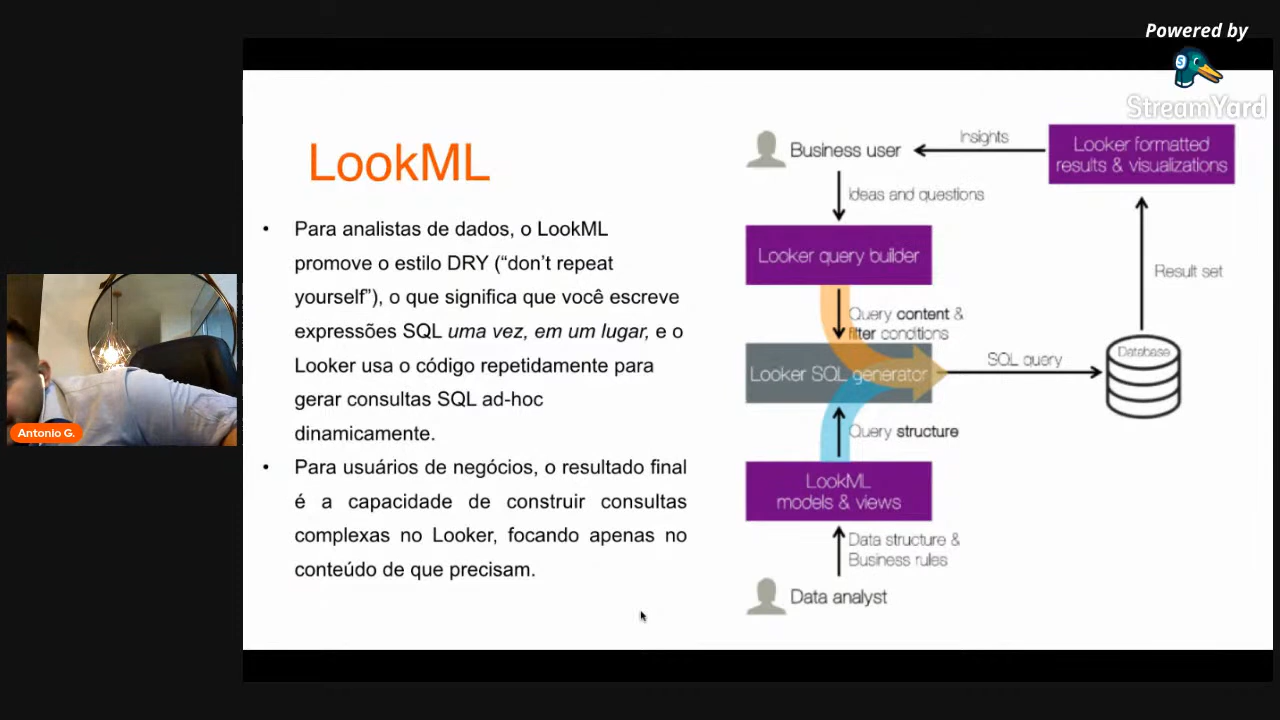 Powered by
StreamYard
LookML
• Para analistas de dados, o LookML
promove o estilo DRY (“don’t repeat
yourself”), o que significa que você escreve
expressões SQL uma vez, em um lugar, e o
Looker usa o código repetidamente para
gerar consultas SQL ad-hoc
dinamicamente.
• Para usuários de negócios, o resultado final
é a capacidade de construir consultas
complexas no Looker, focando apenas no
conteúdo de que precisam.
Business user
Insights
Looker formatted
results & visualizations
Ideas and questions
Looker query builder
Result set
Query content &
filter conditions
Looker SQL generator
SQL query
Database
Query structure
LookML
models & views
Data structure &
Business rules
Data analyst
Antonio G.